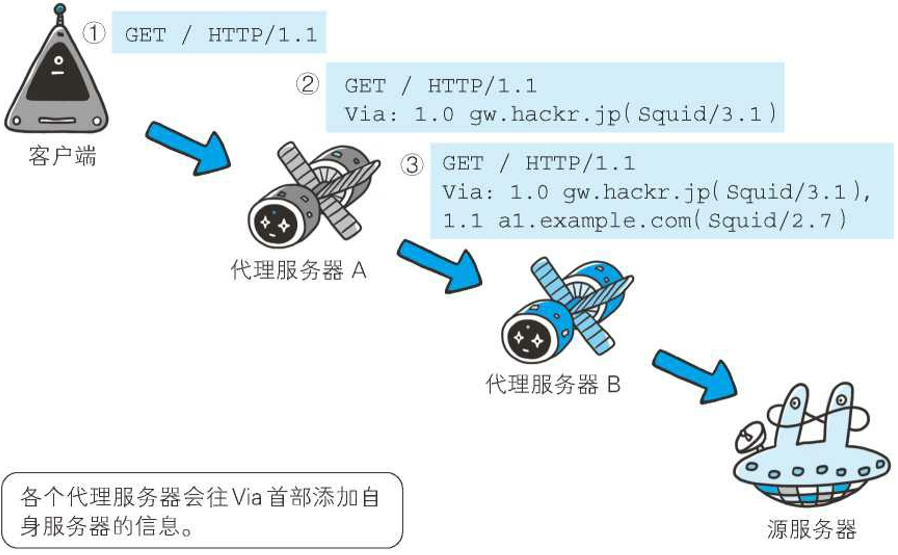 ① GET / HTTP/1.1
② GET / HTTP/1.1
Via: 1.0 gw.hackr.jp(Squid/3.1)
客户端
③ GET / HTTP/1.1
Via: 1.0 gw.hackr.jp(Squid/3.1),
1.1 a1.example.com(Squid/2.7)
代理服务器 A
代理服务器 B
各个代理服务器会往Via首部添加自
身服务器的信息。
源服务器